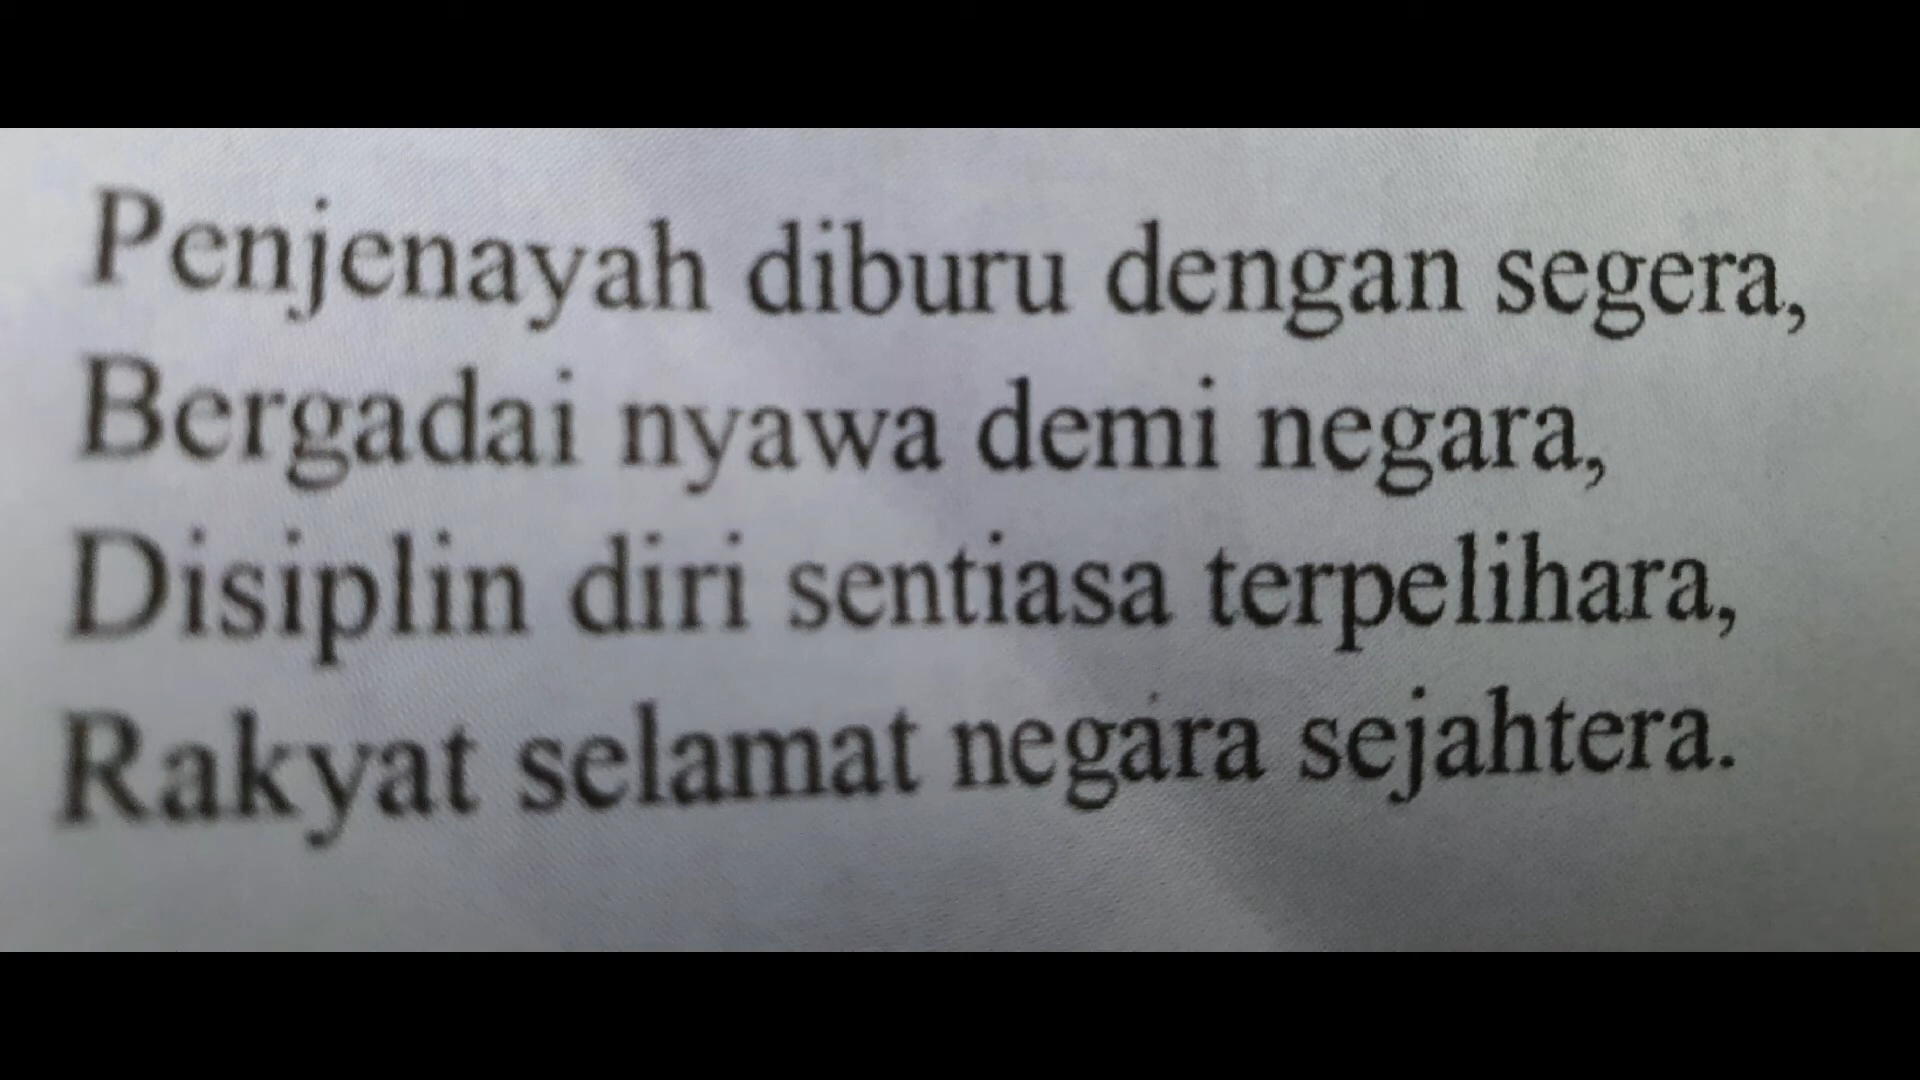 Penjenayah diburu dengan segera,
Bergadai nyawa demi negara,
Disiplin diri sentiasa terpelihara,
Rakyat selamat negara sejahtera.